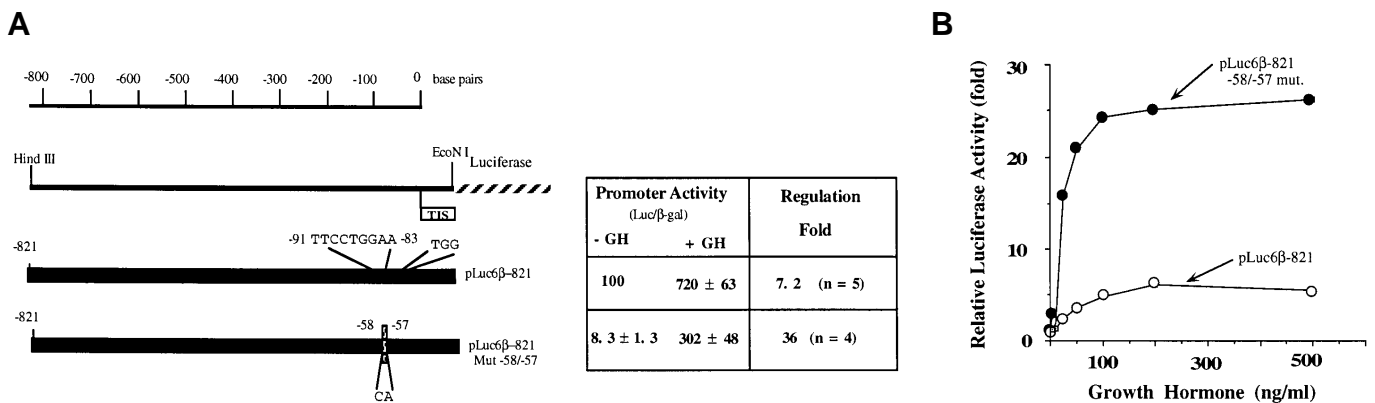 A
-800 -700 -600 -500 -400 -300 -200 -100 0 base pairs
Hind III
EcoN I
Luciferase
TIS
-821
-91 TTCCTGGAA -83
TGG
pLuc6β–821
-821
-58 -57
pLuc6β–821
Mut -58/-57
CA
Promoter Activity
(Luc/β-gal)
- GH + GH
Regulation
Fold
100 720 ± 63 7. 2 (n = 5)
8. 3 ± 1. 3 302 ± 48 36 (n = 4)
B
Relative Luciferase Activity (fold)
30
20
10
0
pLuc6β-821
-58/-57 mut.
pLuc6β-821
100 300 500
Growth Hormone (ng/ml)